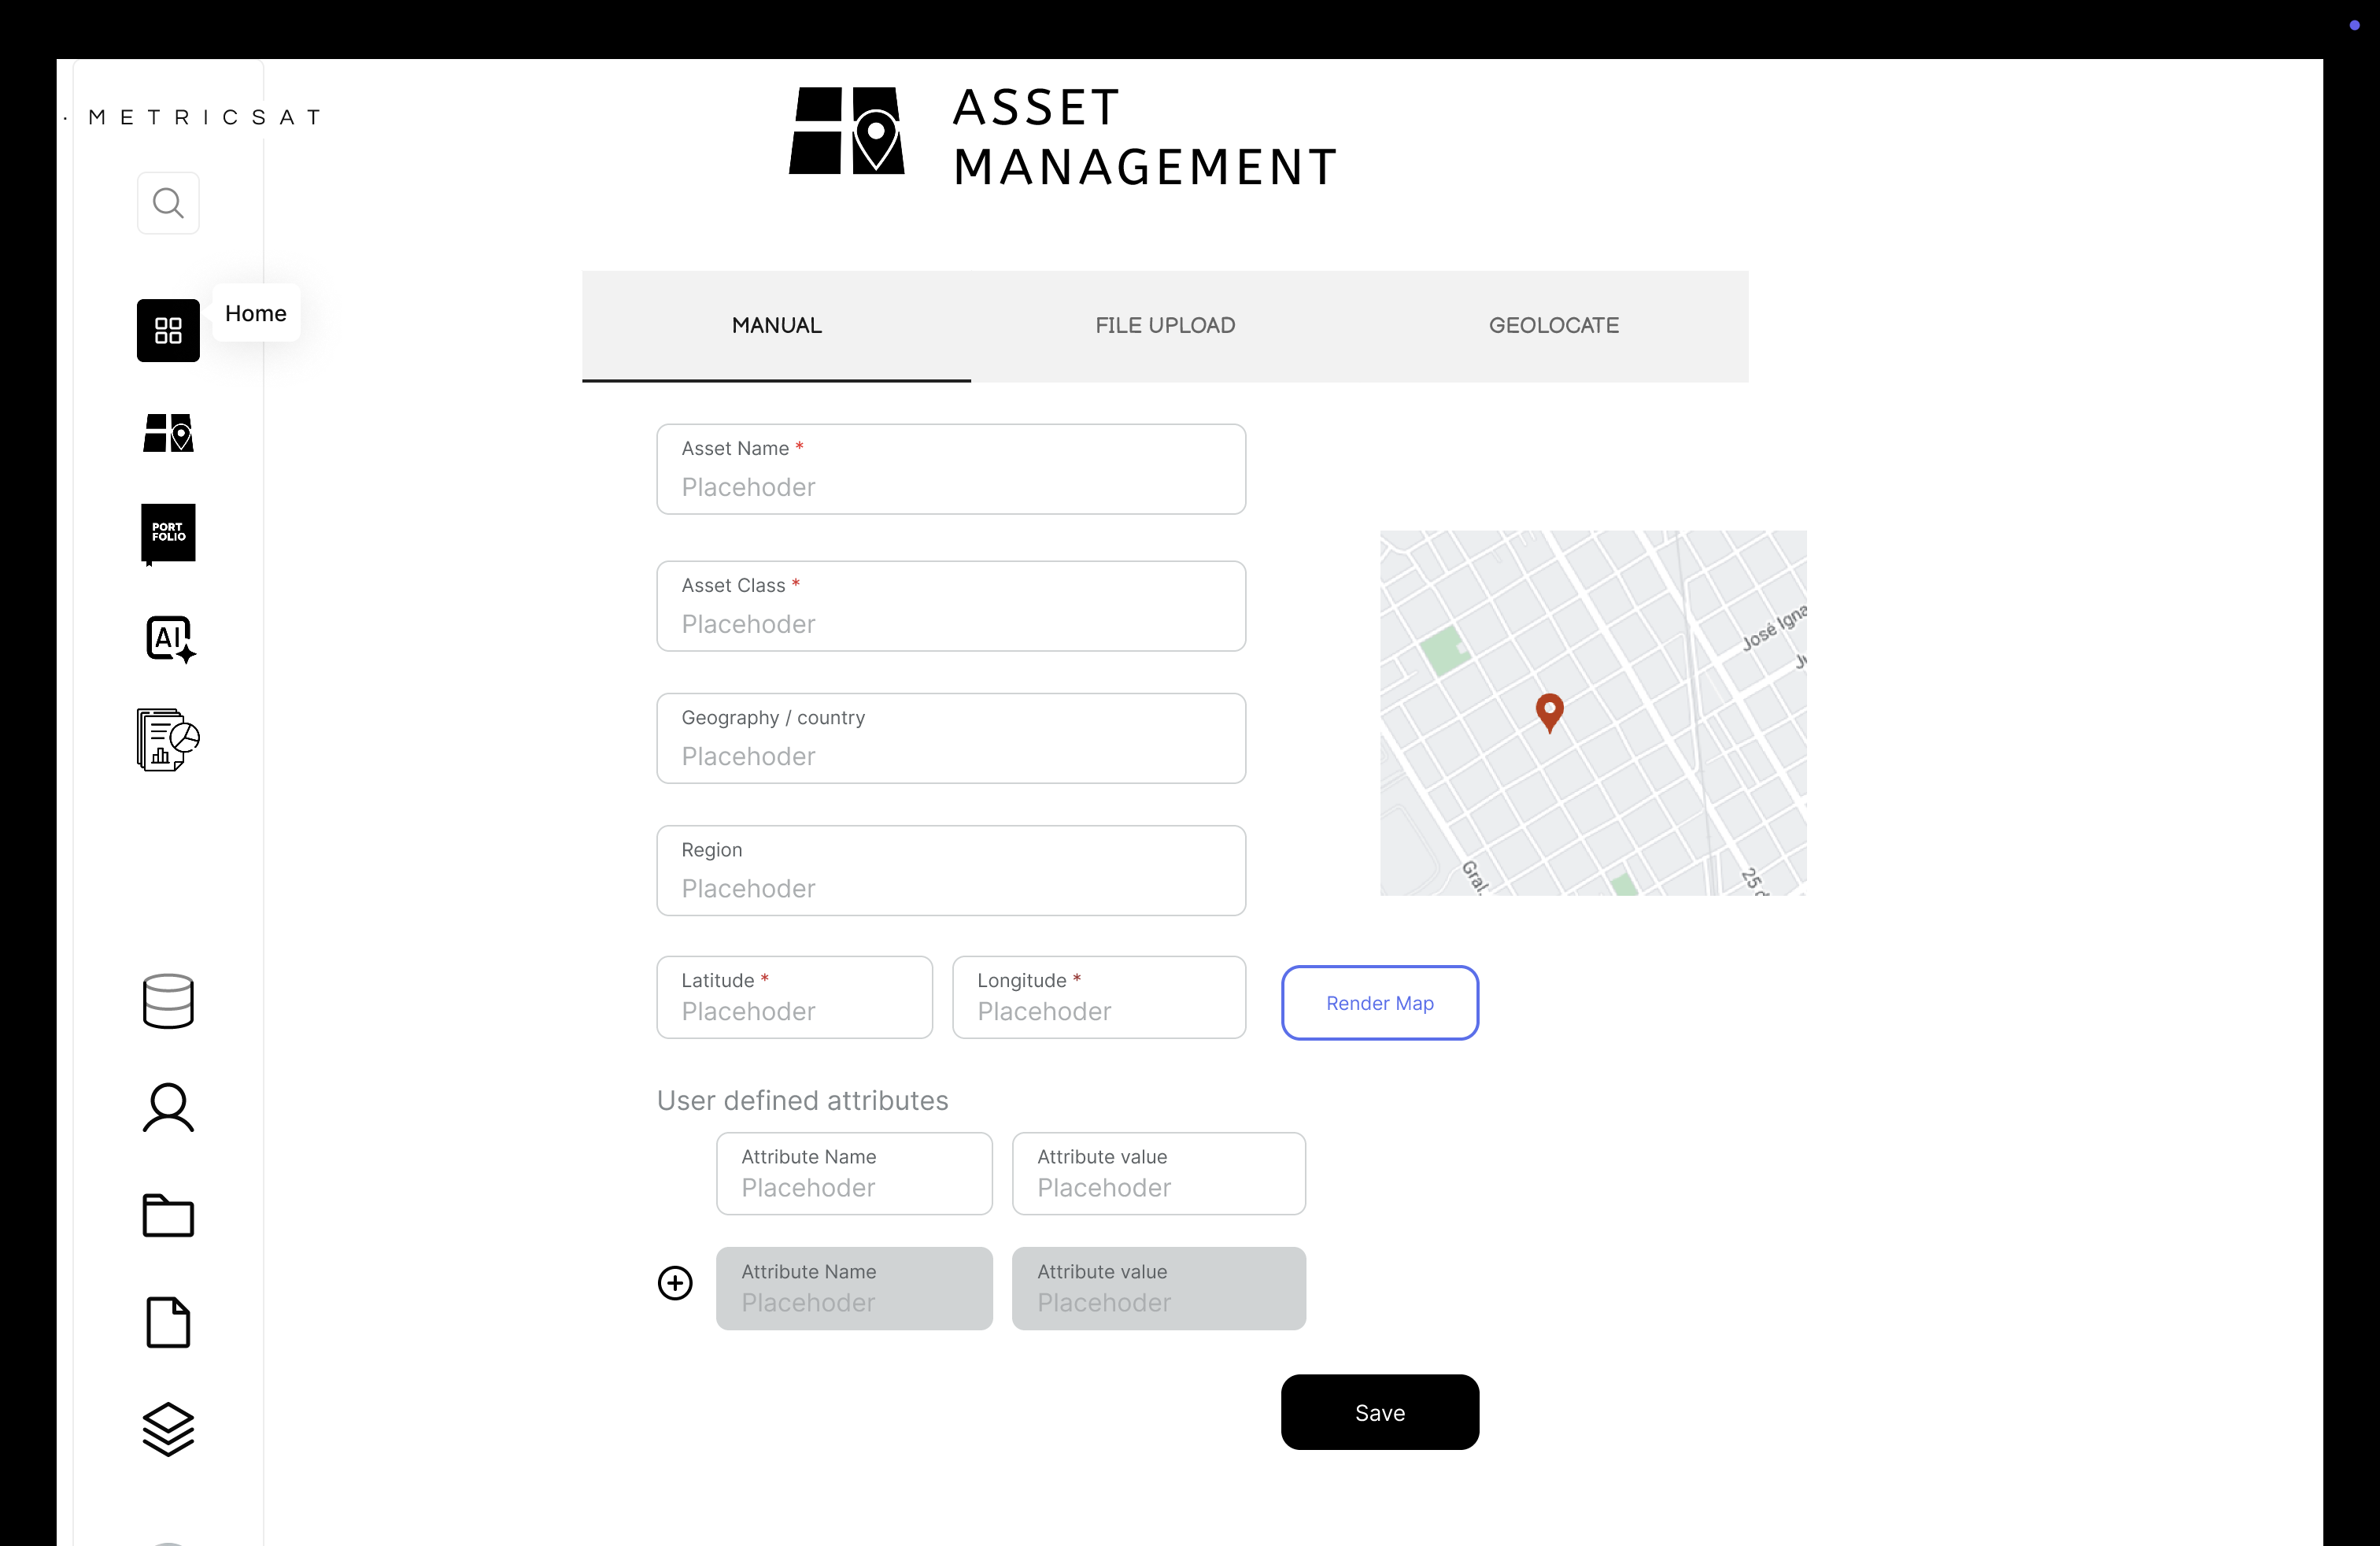 METRICSAT
ASSET
MANAGEMENT
Home
MANUAL
FILE UPLOAD
GEOLOCATE
PORT
FOLIO
AI
Asset Name *
Placehoder
Asset Class *
Placehoder
Geography / country
Placehoder
Region
Placehoder
José Igna
Gral.
25 d
Latitude *
Placehoder
Longitude *
Placehoder
Render Map
User defined attributes
Attribute Name
Placehoder
Attribute value
Placehoder
Attribute Name
Placehoder
Attribute value
Placehoder
Save